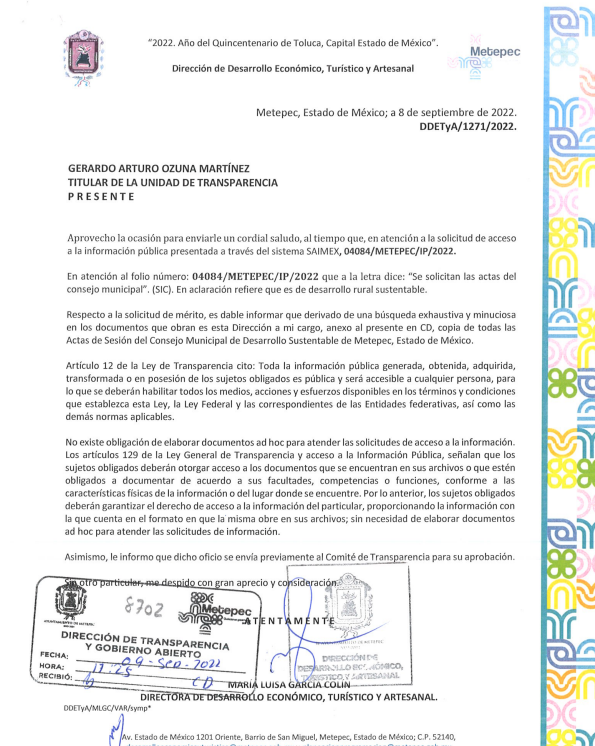 "2022. Año del Quincentenario de Toluca, Capital Estado de México".
Metepec
Dirección de Desarrollo Económico, Turístico y Artesanal
Metepec, Estado de México; a 8 de septiembre de 2022.
DDETyA/1271/2022.
GERARDO ARTURO OZUNA MARTÍNEZ
TITULAR DE LA UNIDAD DE TRANSPARENCIA
P R E S E N T E
Aprovecho la ocasión para enviarle un cordial saludo, al tiempo que, en atención a la solicitud de acceso
a la información pública presentada a través del sistema SAIMEX, 04084/METEPEC/IP/2022.
En atención al folio número: 04084/METEPEC/IP/2022 que a la letra dice: "Se solicitan las actas del
consejo municipal". (SIC). En aclaración refiere que es de desarrollo rural sustentable.
Respecto a la solicitud de mérito, es dable informar que derivado de una búsqueda exhaustiva y minuciosa
en los documentos que obran es esta Dirección a mi cargo, anexo al presente en CD, copia de todas las
Actas de Sesión del Consejo Municipal de Desarrollo Sustentable de Metepec, Estado de México.
Artículo 12 de la Ley de Transparencia cito: Toda la información pública generada, obtenida, adquirida,
transformada o en posesión de los sujetos obligados es pública y será accesible a cualquier persona, para
lo que se deberán habilitar todos los medios, acciones y esfuerzos disponibles en los términos y condiciones
que establezca esta Ley, la Ley Federal y las correspondientes de las Entidades federativas, así como las
demás normas aplicables.
No existe obligación de elaborar documentos ad hoc para atender las solicitudes de acceso a la información.
Los artículos 129 de la Ley General de Transparencia y acceso a la Información Pública, señalan que los
sujetos obligados deberán otorgar acceso a los documentos que se encuentran en sus archivos o que estén
obligados a documentar de acuerdo a sus facultades, competencias o funciones, conforme a las
características físicas de la información o del lugar donde se encuentre. Por lo anterior, los sujetos obligados
deberán garantizar el derecho de acceso a la información del particular, proporcionando la información con
la que cuenta en el formato en que la misma obre en sus archivos; sin necesidad de elaborar documentos
ad hoc para atender las solicitudes de información.
Asimismo, le informo que dicho oficio se envía previamente al Comité de Transparencia para su aprobación.
Sin otro particular, me despido con gran aprecio y consideración
8702
Metepec
A T E N T A M E N T E
DIRECCIÓN DE TRANSPARENCIA
Y GOBIERNO ABIERTO
FECHA: 09-Sep-2022
HORA: 17:25
RECIBIÓ: CD
DIRECCIÓN DE
DESARROLLO ECONÓMICO,
TURÍSTICO Y ARTESANAL
MARÍA LUISA GARCÍA COLÍN
DIRECTORA DE DESARROLLO ECONÓMICO, TURÍSTICO Y ARTESANAL.
DDETyA/MLGC/VAR/symp*
Av. Estado de México 1201 Oriente, Barrio de San Miguel, Metepec, Estado de México; C.P. 52140,